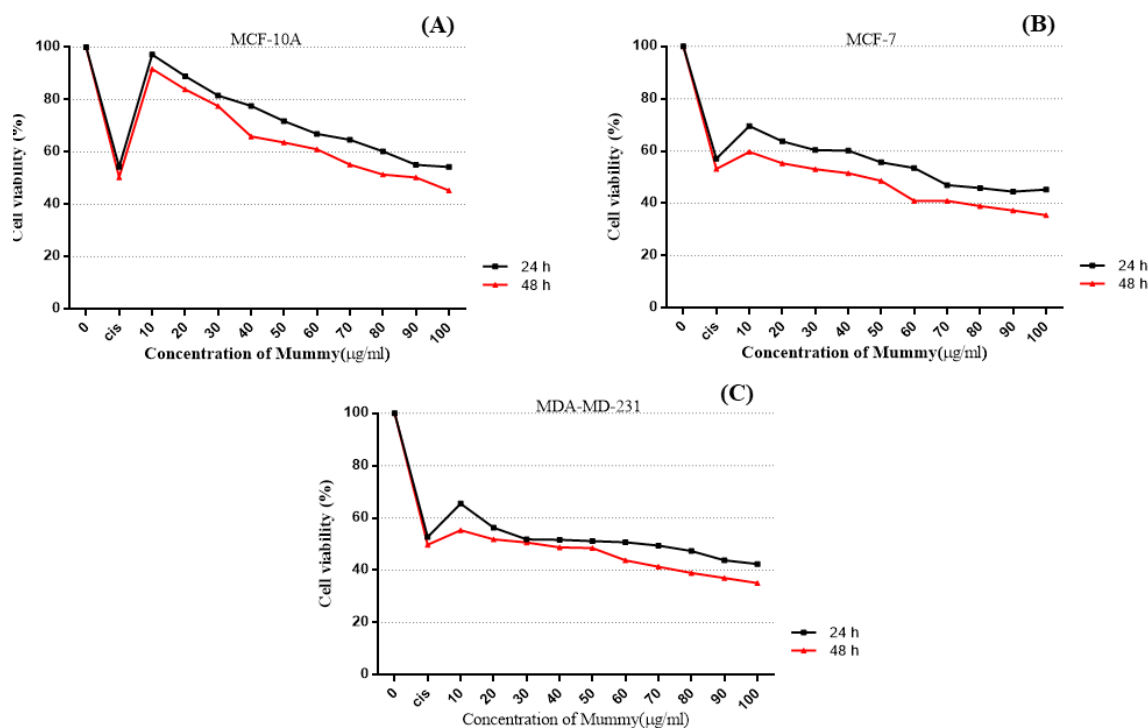 (A)
MCF-10A
100
80
60
40
20
0
Cell viability (%)
0 cis 10 20 30 40 50 60 70 80 90 100
Concentration of Mummy(µg/ml)
24 h
48 h
(B)
MCF-7
100
80
60
40
20
0
Cell viability (%)
0 cis 10 20 30 40 50 60 70 80 90 100
Concentration of Mummy(µg/ml)
24 h
48 h
(C)
MDA-MD-231
100
80
60
40
20
0
Cell viability (%)
0 cis 10 20 30 40 50 60 70 80 90 100
Concentration of Mummy(µg/ml)
24 h
48 h